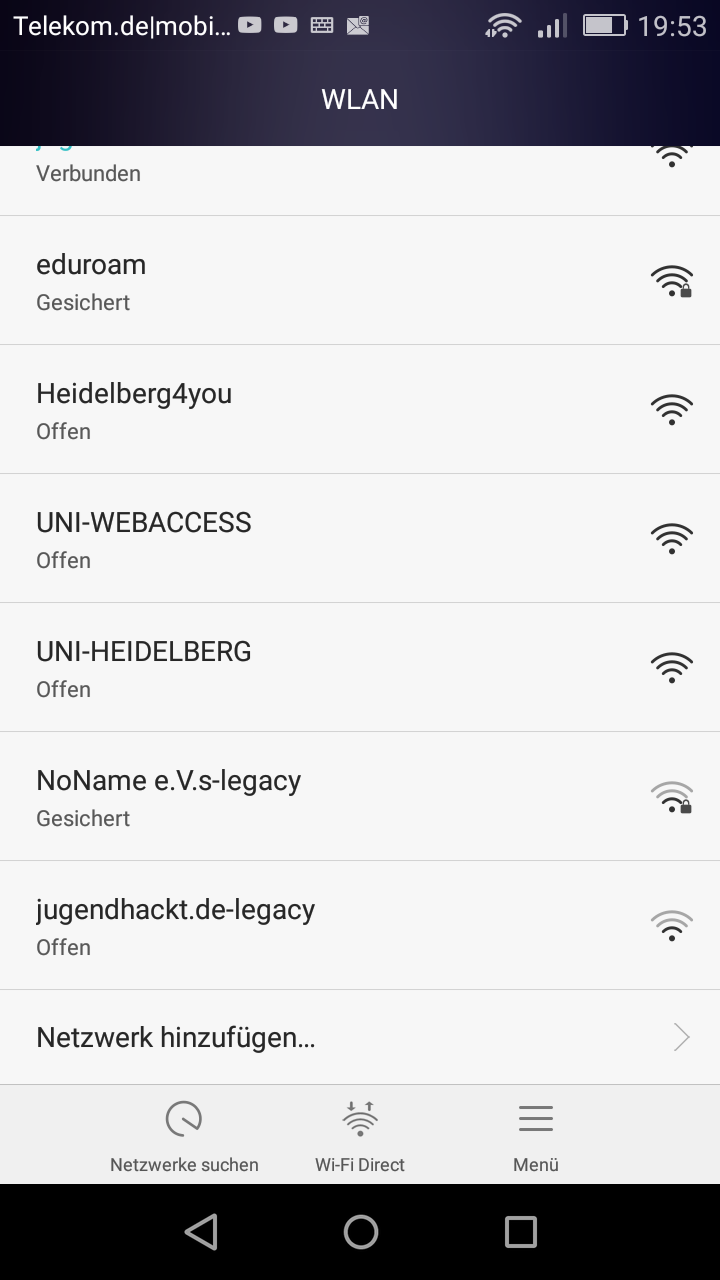 Telekom.de|mobi... 19:53
WLAN
Verbunden
eduroam
Gesichert
Heidelberg4you
Offen
UNI-WEBACCESS
Offen
UNI-HEIDELBERG
Offen
NoName e.V.s-legacy
Gesichert
jugendhackt.de-legacy
Offen
Netzwerk hinzufügen...
Netzwerke suchen Wi-Fi Direct Menü